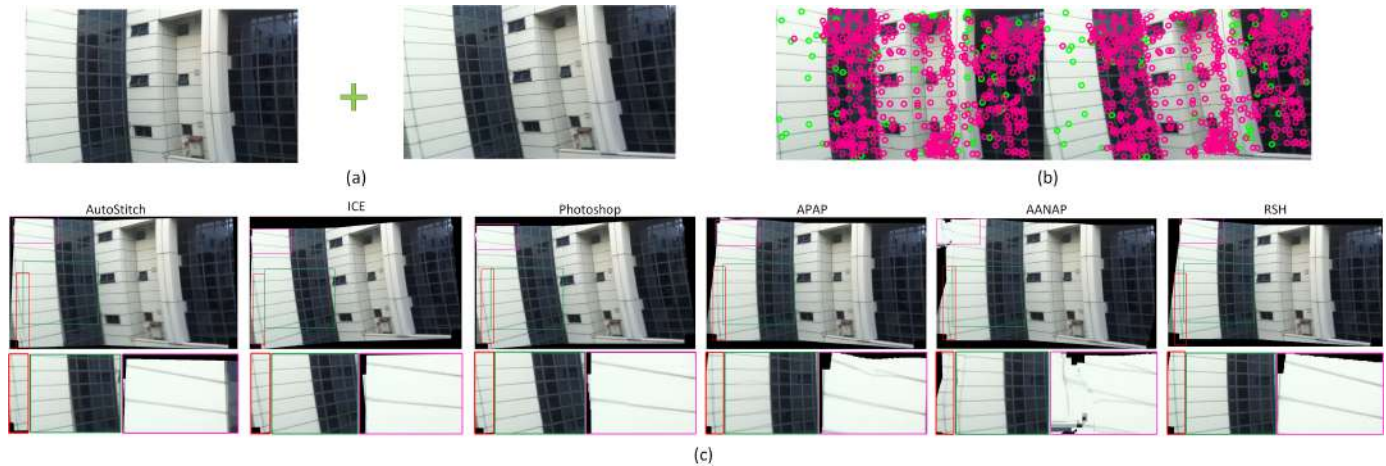 (a)
(b)
AutoStitch
ICE
Photoshop
APAP
AANAP
RSH
(c)